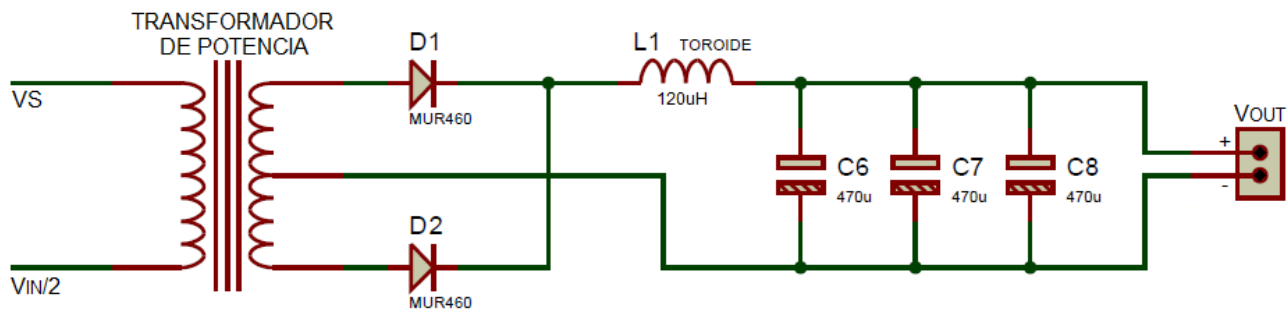 TRANSFORMADOR
DE POTENCIA
VS
VIN/2
D1
MUR460
D2
MUR460
L1 TOROIDE
120uH
C6
470u
C7
470u
C8
470u
VOUT
+
-